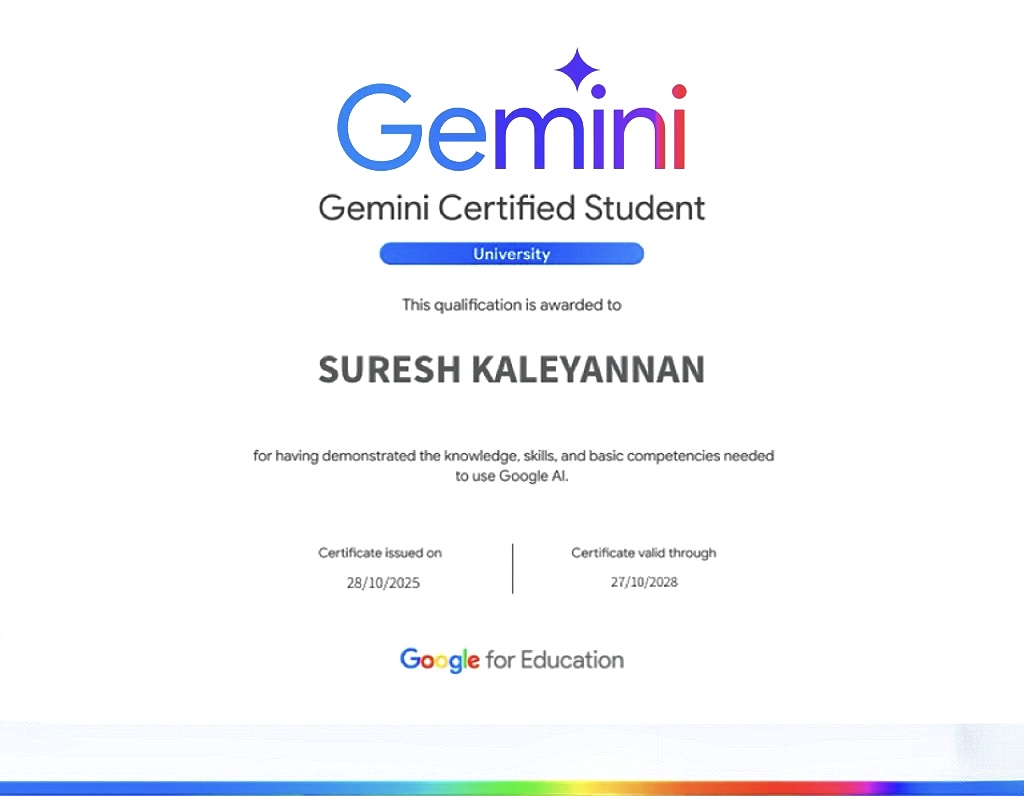 Gemini
Gemini Certified Student
University
This qualification is awarded to
SURESH KALEYANNAN
for having demonstrated the knowledge, skills, and basic competencies needed
to use Google AI.
Certificate issued on
28/10/2025
Certificate valid through
27/10/2028
Google for Education